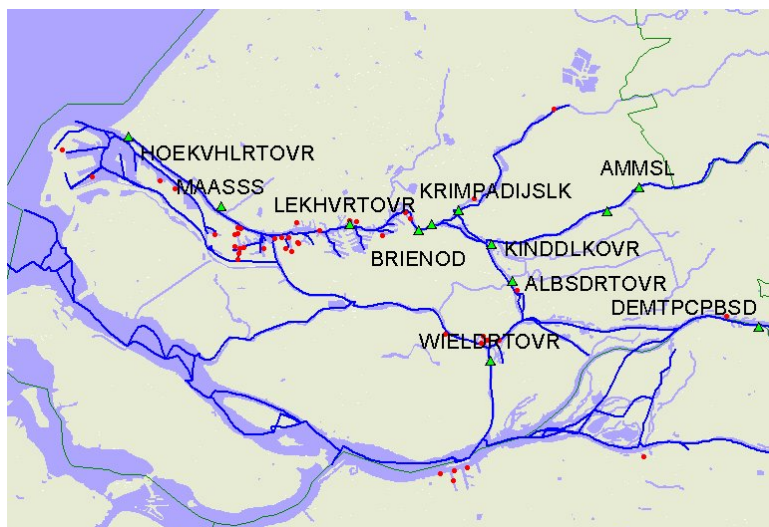 HOEKVHLRTOVR
MAASSS
AMMSL
KRIMPADIJSLK
LEKHVRTOVR
BRIENOD
KINDDLKOVR
ALBSDRTOVR
DEMTPCPBSD
WIELDRTOVR